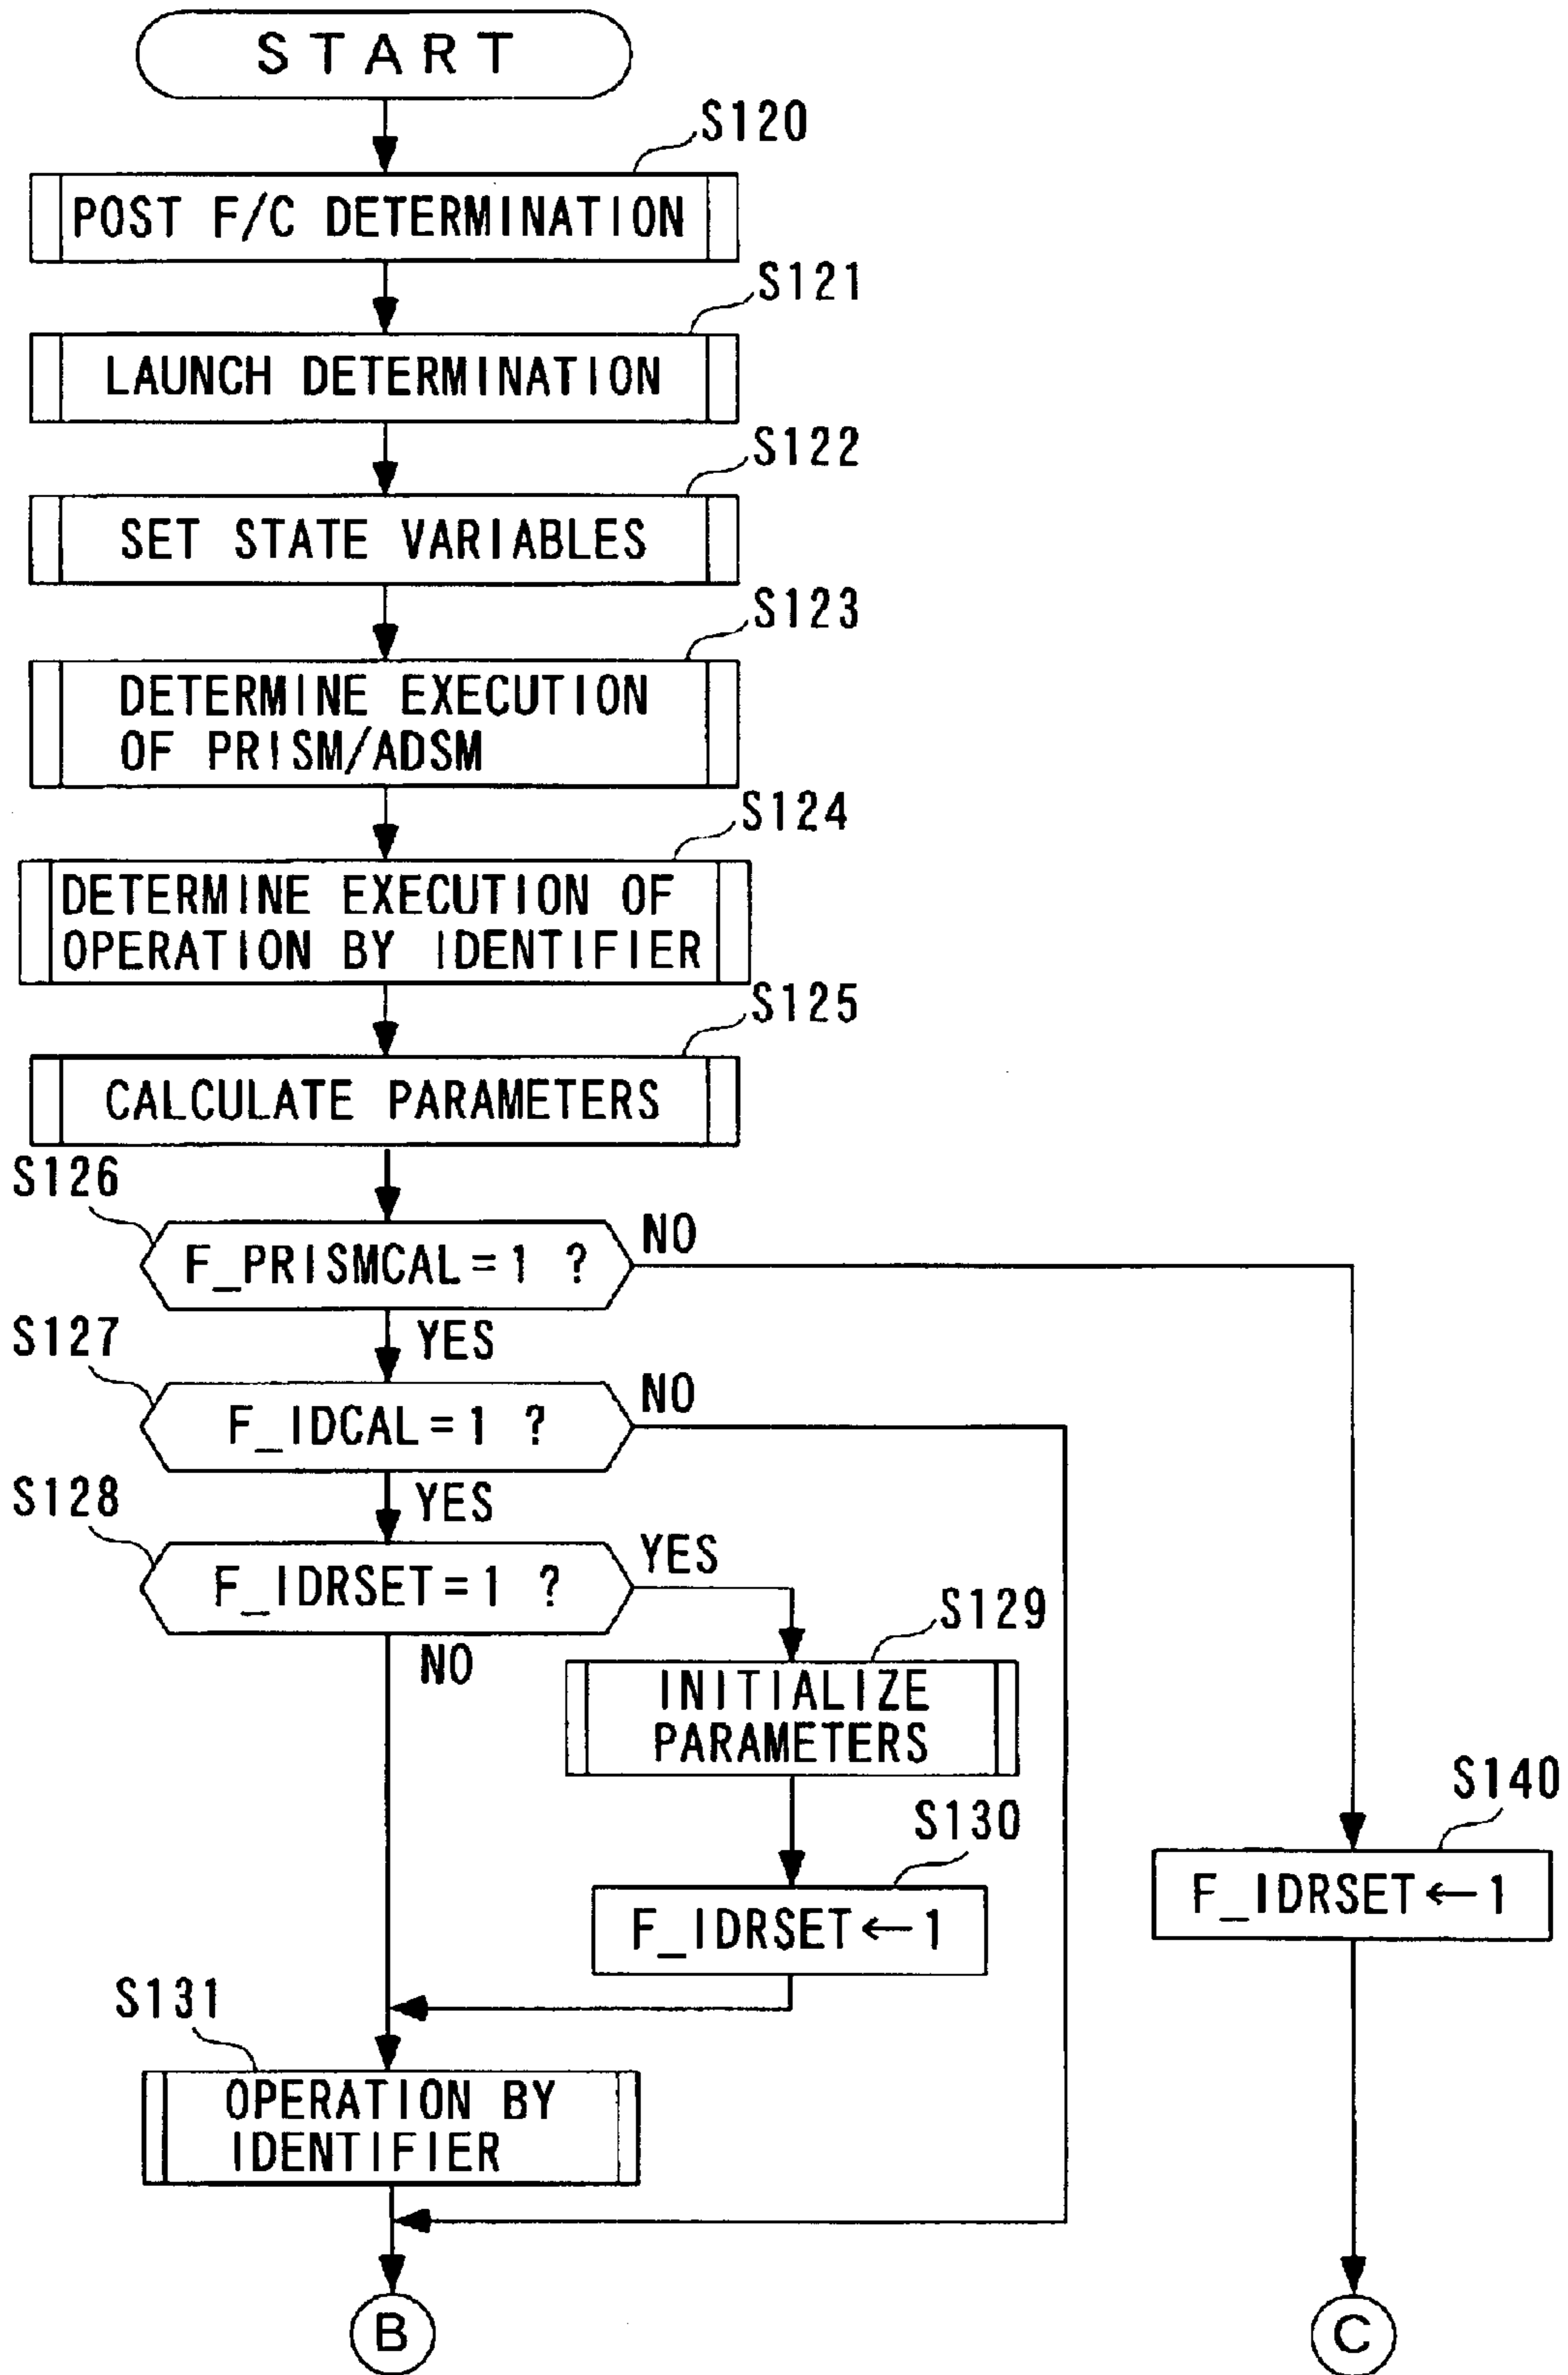 START
S120
POST F/C DETERMINATION
S121
LAUNCH DETERMINATION
S122
SET STATE VARIABLES
S123
DETERMINE EXECUTION
OF PRISM/ADSM
S124
DETERMINE EXECUTION OF
OPERATION BY IDENTIFIER
S125
CALCULATE PARAMETERS
S126
F_PRISMCAL=1 ?
NO
YES
S127
F_IDCAL=1 ?
NO
YES
S128
F_IDRSET=1 ?
YES
NO
S129
INITIALIZE
PARAMETERS
S130
F_IDRSET←1
S140
F_IDRSET←1
S131
OPERATION BY
IDENTIFIER
B
C